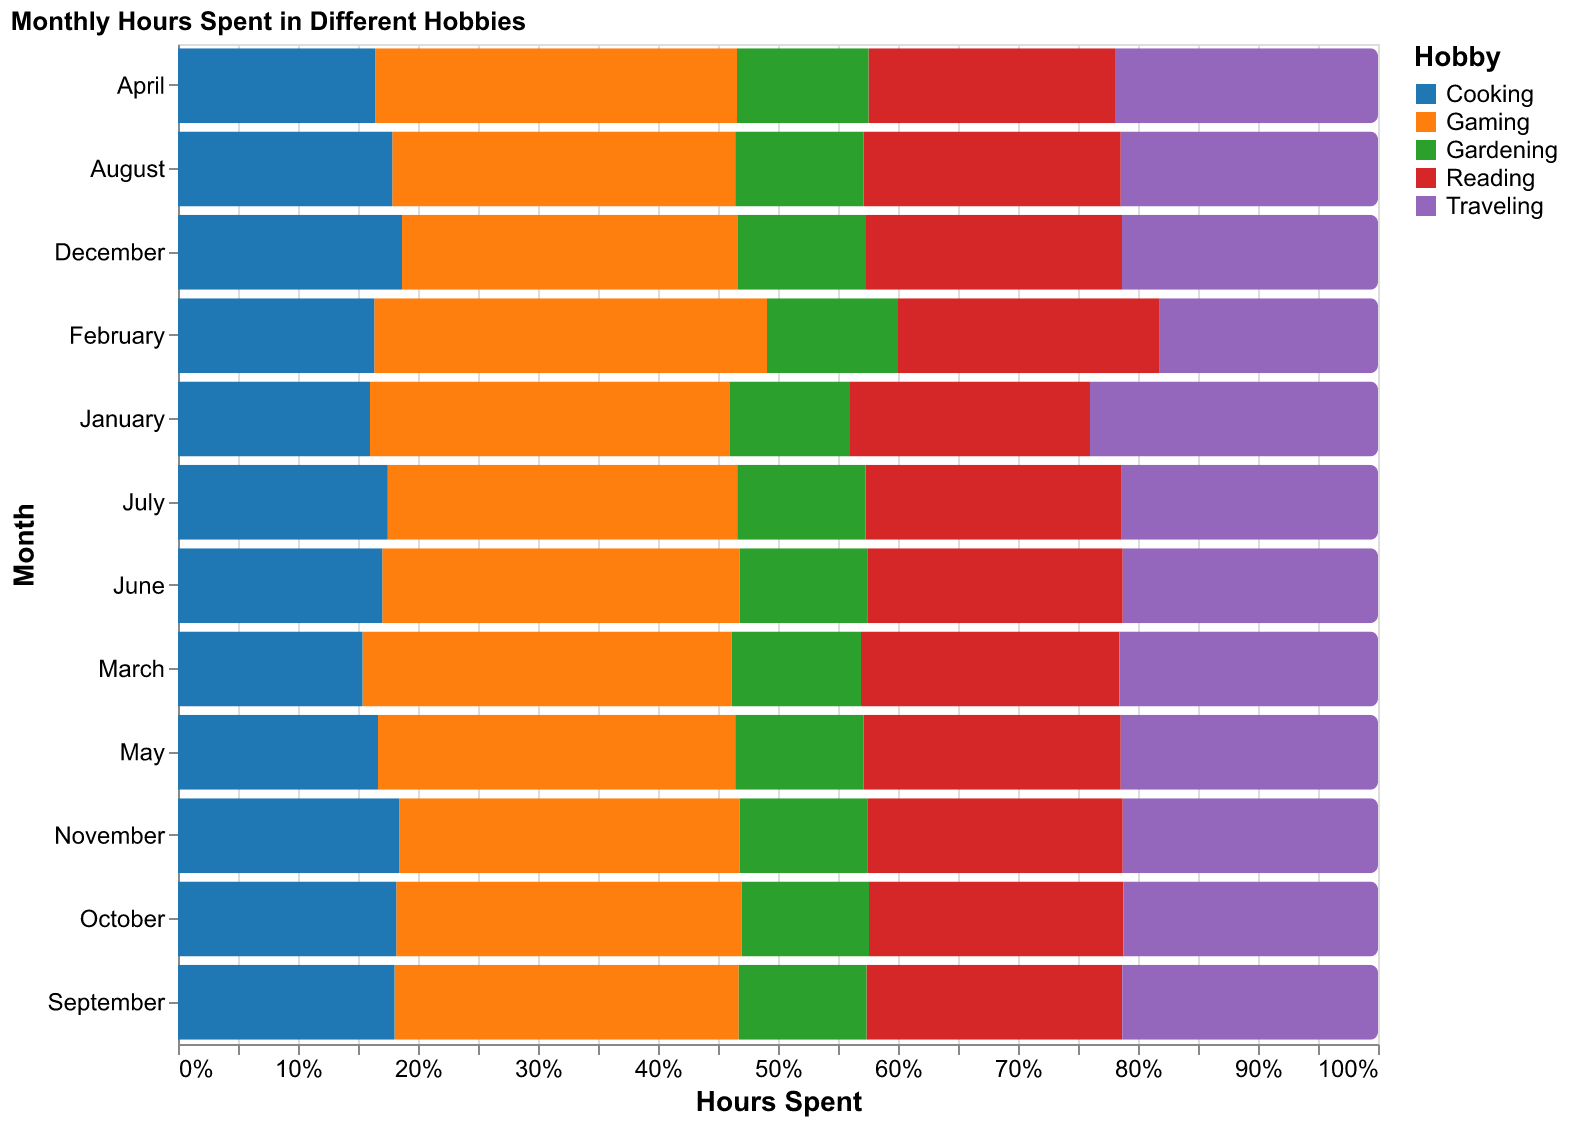 Monthly Hours Spent in Different Hobbies
Hobby
Cooking
Gaming
Gardening
Reading
Traveling
Month
April
August
December
February
January
July
June
March
May
November
October
September
0% 10% 20% 30% 40% 50% 60% 70% 80% 90% 100%
Hours Spent